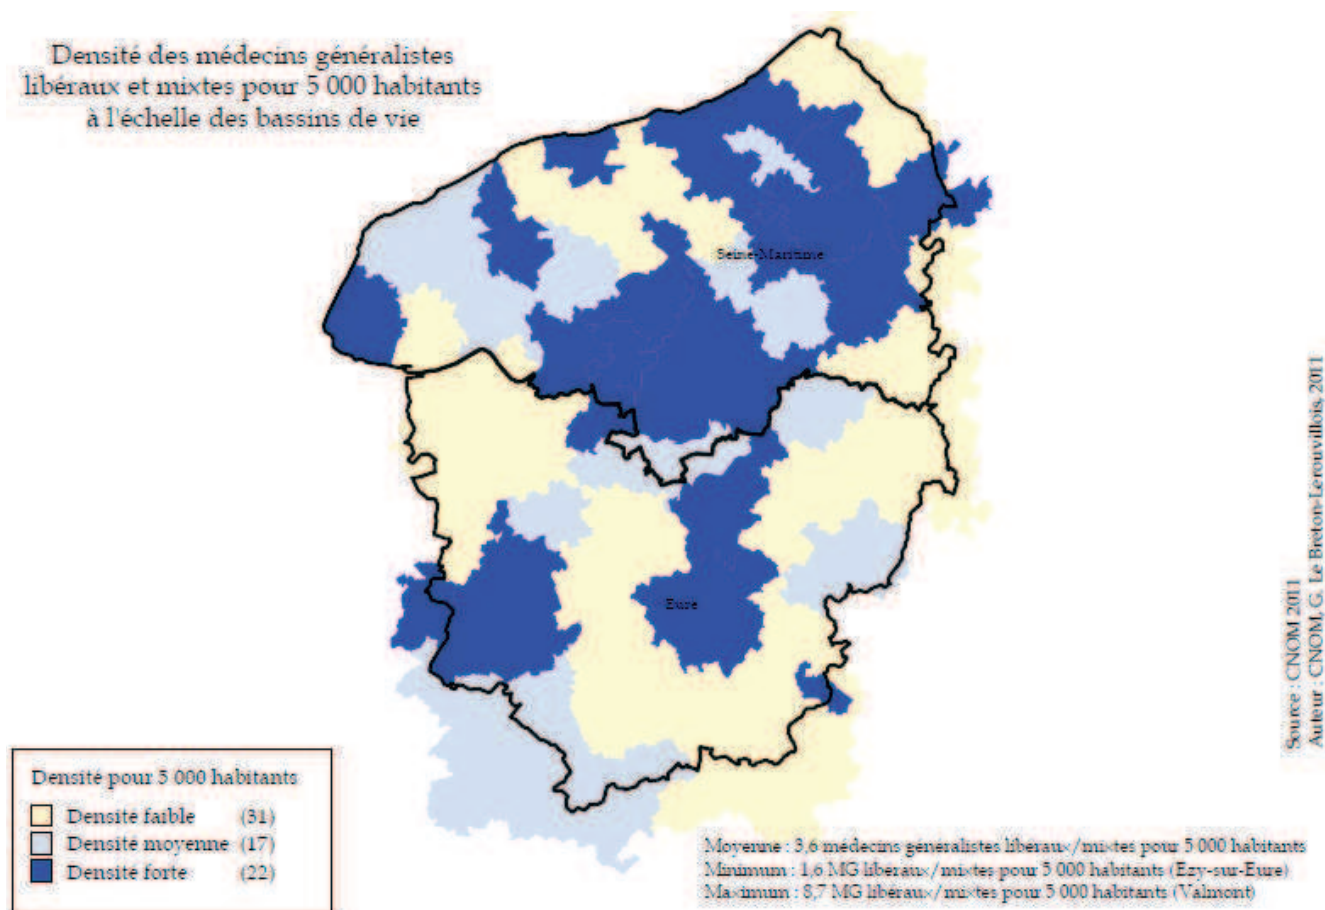 Densité des médecins généralistes
libéraux et mixtes pour 5 000 habitants
à l'échelle des bassins de vie
Seine-Maritime
Eure
Source : CNOM 2011
Auteur : CNOM, G. Le Breton-Lerouvillois, 2011
Densité pour 5 000 habitants
Densité faible (31)
Densité moyenne (17)
Densité forte (22)
Moyenne : 3,6 médecins généralistes libéraux/mixtes pour 5 000 habitants
Minimum : 1,6 MG libéraux/mixtes pour 5 000 habitants (Ezy-sur-Eure)
Maximum : 8,7 MG libéraux/mixtes pour 5 000 habitants (Valmont)